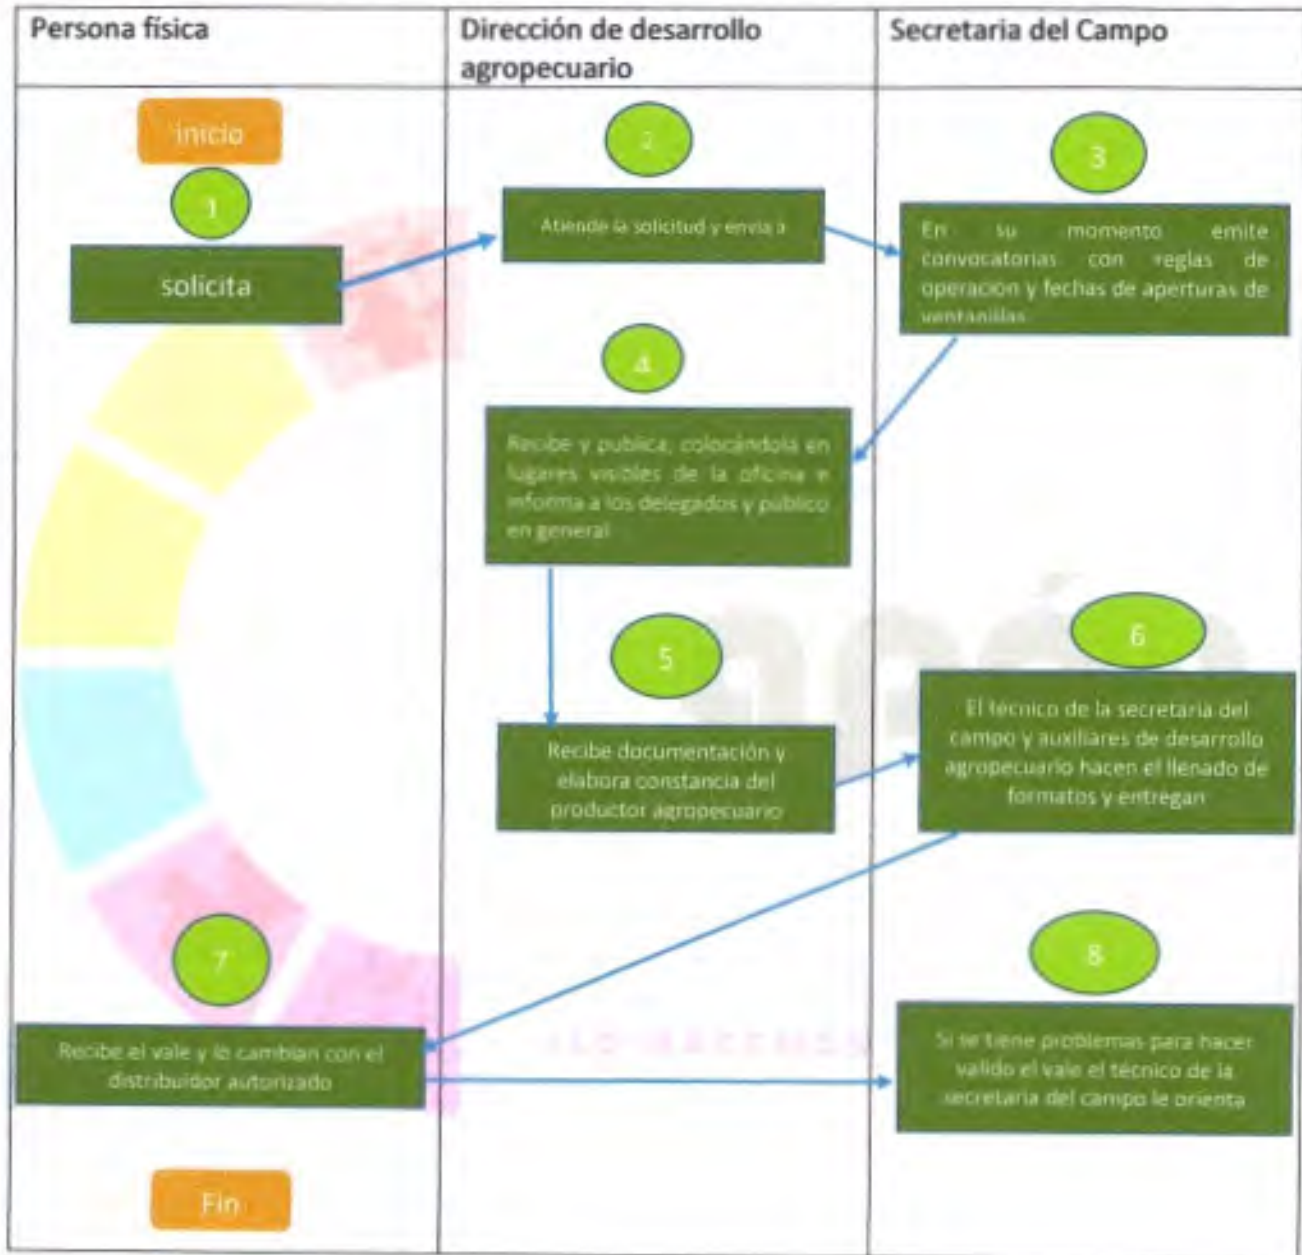 Persona física
Dirección de desarrollo
agropecuario
Secretaria del Campo
inicio
1
solicita
2
Atiende la solicitud y envía a
3
En su momento emite
convocatorias con reglas de
operación y fechas de aperturas de
ventanillas
4
Recibe y publica, colocándola en
lugares visibles de la oficina e
informa a los delegados y público
en general
5
Recibe documentación y
elabora constancia del
productor agropecuario
6
El técnico de la secretaria del
campo y auxiliares de desarrollo
agropecuario hacen el llenado de
formatos y entregan
7
Recibe el vale y lo cambian con el
distribuidor autorizado
8
Si se tiene problemas para hacer
valido el vale el técnico de la
secretaria del campo le orienta
Fin